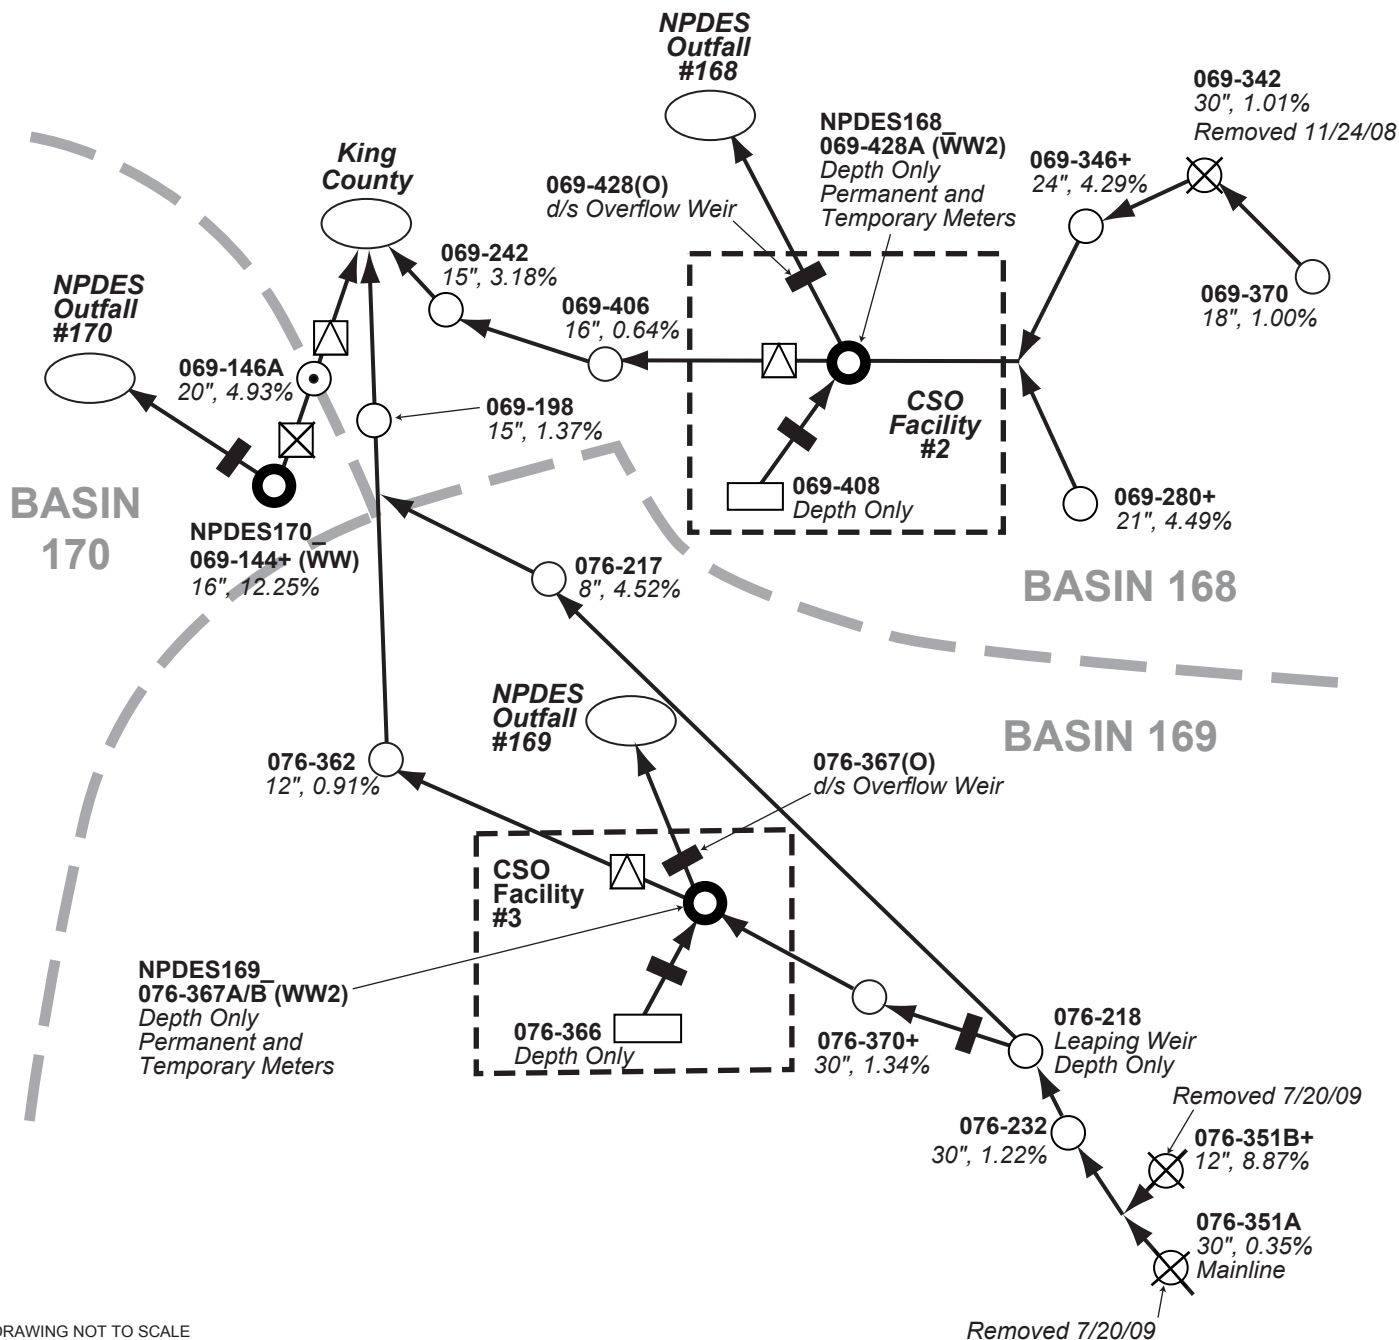 NPDES
Outfall
#168
069-342
30", 1.01%
Removed 11/24/08
NPDES168_
069-428A (WW2)
Depth Only
Permanent and
Temporary Meters
King
County
069-346+
24", 4.29%
069-428(O)
d/s Overflow Weir
069-242
15", 3.18%
NPDES
Outfall
#170
069-406
16", 0.64%
069-370
18", 1.00%
069-146A
20", 4.93%
069-198
15", 1.37%
CSO
Facility
#2
069-408
Depth Only
069-280+
21", 4.49%
BASIN
170
NPDES170_
069-144+ (WW)
16", 12.25%
076-217
8", 4.52%
BASIN 168
NPDES
Outfall
#169
BASIN 169
076-362
12", 0.91%
076-367(O)
d/s Overflow Weir
CSO
Facility
#3
NPDES169_
076-367A/B (WW2)
Depth Only
Permanent and
Temporary Meters
076-366
Depth Only
076-370+
30", 1.34%
076-218
Leaping Weir
Depth Only
Removed 7/20/09
076-232
30", 1.22%
076-351B+
12", 8.87%
076-351A
30", 0.35%
Mainline
Removed 7/20/09
RAWING NOT TO SCALE